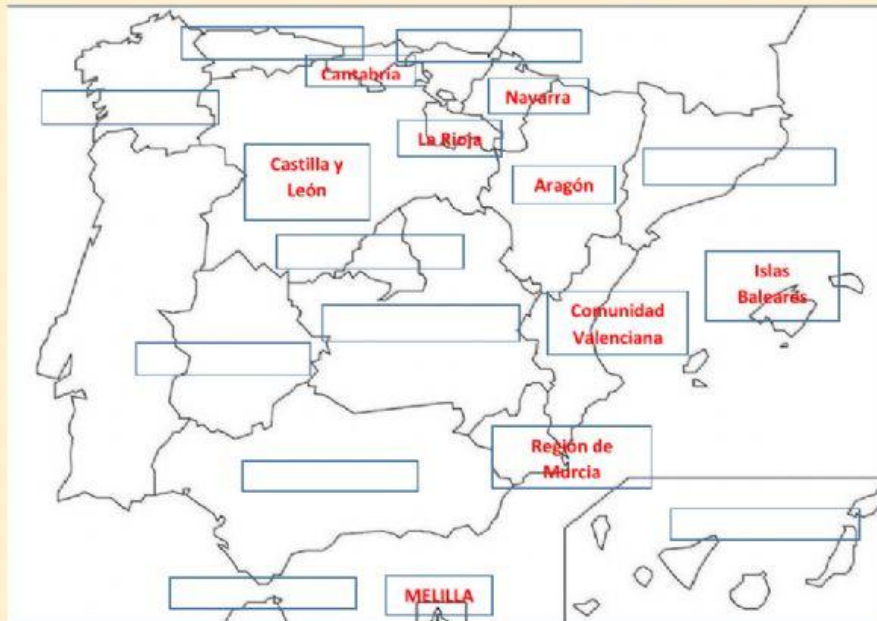 Cantabria
Navarra
La Rioja
Castilla y
León
Aragón
Islas
Baleares
Comunidad
Valenciana
Región de
Murcia
MELILLA